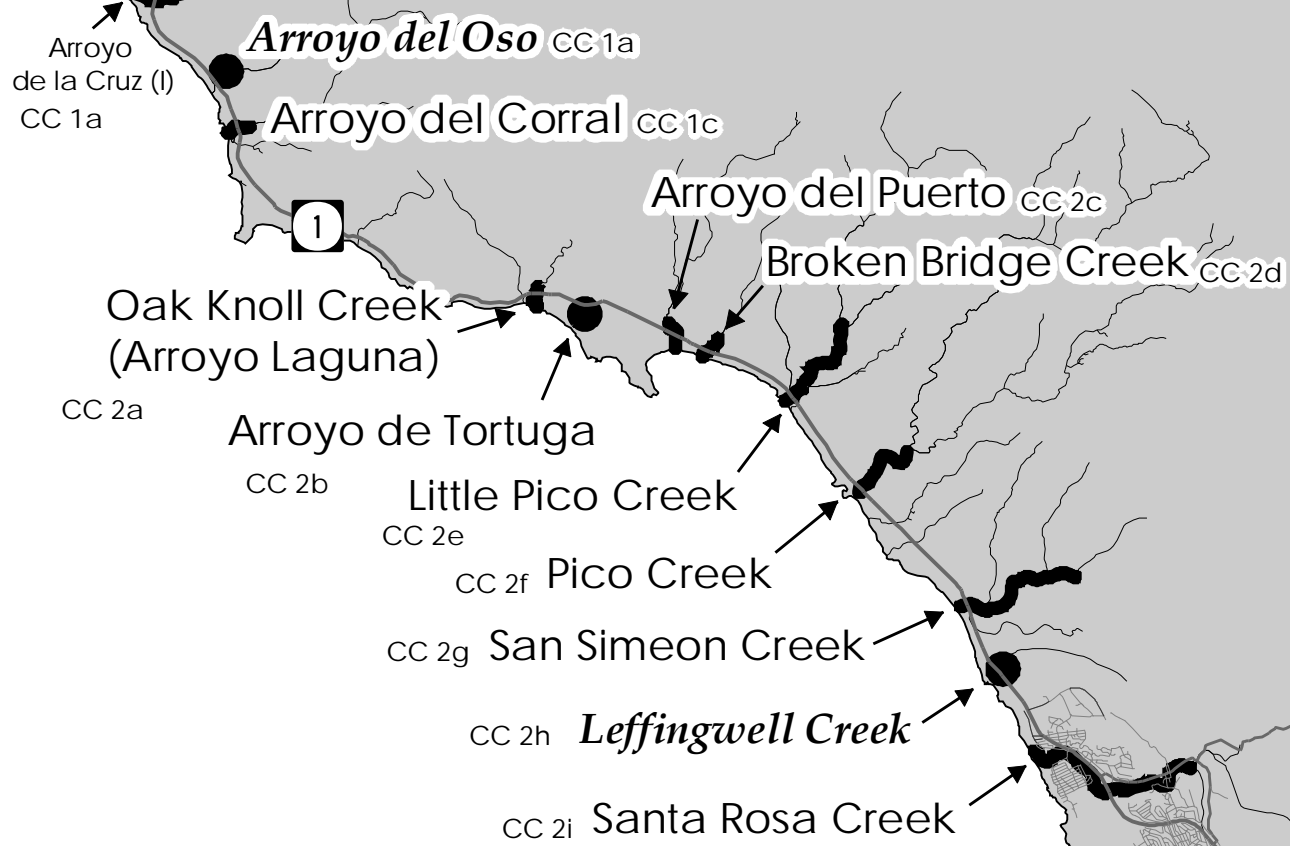 Arroyo del Oso CC 1a
Arroyo
de la Cruz (I)
CC 1a
Arroyo del Corral CC 1c
Arroyo del Puerto CC 2c
1
Broken Bridge Creek CC 2d
Oak Knoll Creek
(Arroyo Laguna)
CC 2a
Arroyo de Tortuga
CC 2b
Little Pico Creek
CC 2e
CC 2f Pico Creek
CC 2g San Simeon Creek
CC 2h Leffingwell Creek
CC 2i Santa Rosa Creek